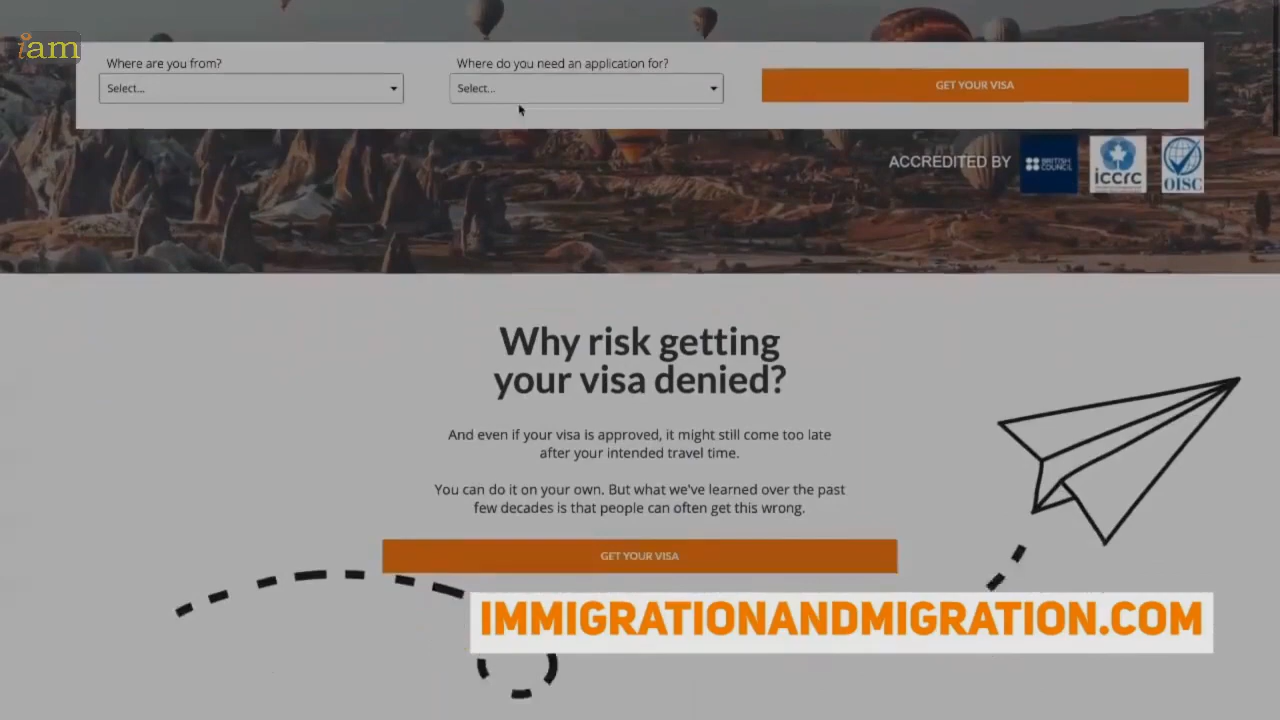 iam
Where are you from?
Where do you need an application for?
Select...
Select...
GET YOUR VISA
ACCREDITED BY
BRITISH
COUNCIL
iccrc
OISC
Why risk getting
your visa denied?
And even if your visa is approved, it might still come too late
after your intended travel time.
You can do it on your own. But what we've learned over the past
few decades is that people can often get this wrong.
GET YOUR VISA
IMMIGRATIONANDMIGRATION.COM